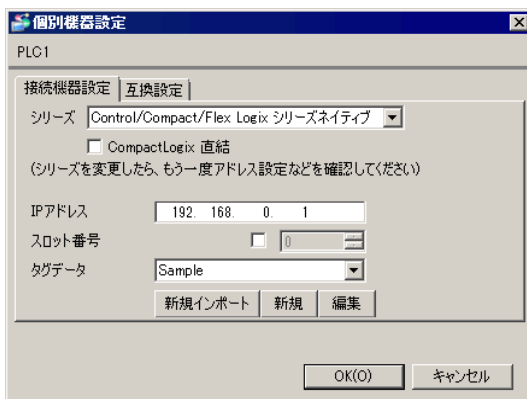 個別機器設定
PLC1
接続機器設定 互換設定
シリーズ Control/Compact/Flex Logix シリーズネイティブ
CompactLogix 直結
(シリーズを変更したら、もう一度アドレス設定などを確認してください)
IPアドレス 192. 168. 0. 1
スロット番号 0
タグデータ Sample
新規インポート 新規 編集
OK(O) キャンセル